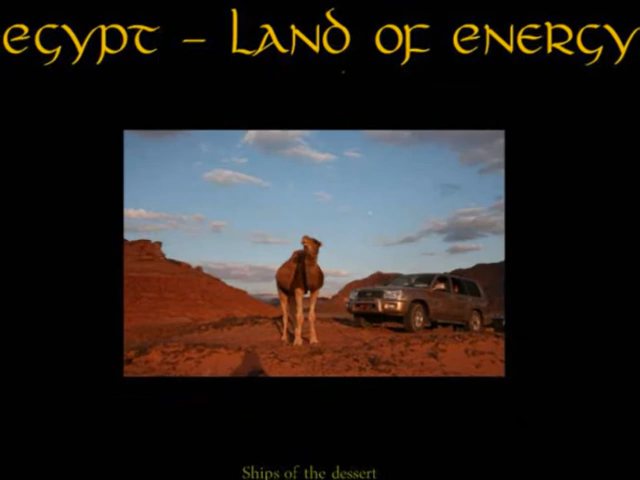 Egypt – Land of Energy
Ships of the dessert